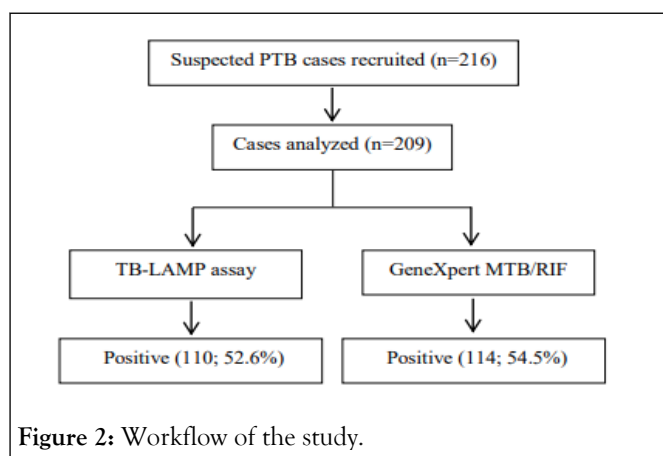 Suspected PTB cases recruited (n=216)
Cases analyzed (n=209)
TB-LAMP assay
GeneXpert MTB/RIF
Positive (110; 52.6%)
Positive (114; 54.5%)
Figure 2: Workflow of the study.